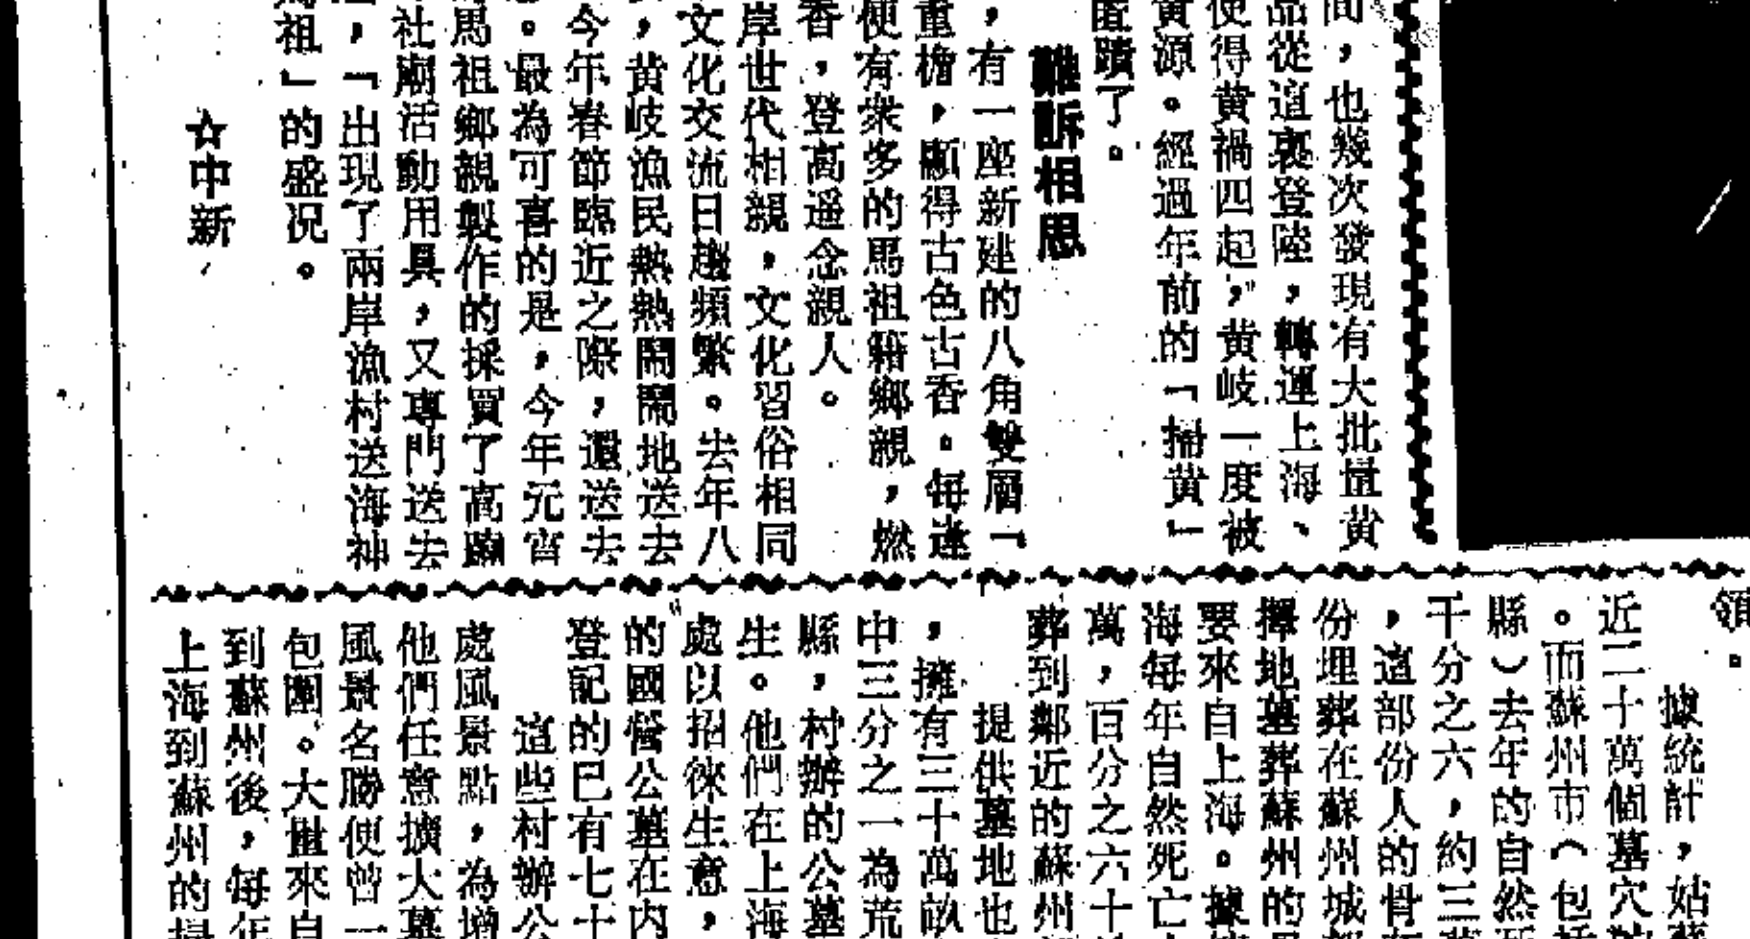 間，也幾次發現有大批量黃
品從這裏登陸，轉運上海、
使得黃禍四起，黃岐一度被
黃源。經過年前的「掃黃」
匿蹟了。
難訴相思
，有一座新建的八角雙層「
重檐，顯得古色古香。每逢
便有衆多的馬祖籍鄉親，燃
香，登高遥念親人。
岸世代相親，文化習俗相同
文化交流日趨頻繁。去年八
，黃岐漁民熱熱鬧鬧地送去
今年春節臨近之際，還送去
。最為可喜的是，今年元宵
馬祖鄉親製作的採買了高蹺
社廟活動用具，又專門送去
，「出現了兩岸漁村送海神
祖」的盛況。
☆中新
領。
據統計，姑蘇
近二十萬個墓穴
。而蘇州市（包括
縣）去年的自然死
千分之六，約三萬
，這部份人的骨灰
份埋葬在蘇州城
擇地墓葬蘇州的
要來自上海。據
海每年自然死亡
萬，百分之六十
葬到鄰近的蘇州
提供墓地也
，擁有三十萬畝
中三分之一為荒
縣，村辦的公墓
生。他們在上海
處以招徠生意，
的國營公墓在内
登記的已有七十
這些村辦公
處風景點，為增
他們任意擴大墓
風景名勝便曾一
包圍。大量來自
到蘇州後，每年
上海到蘇州的掃